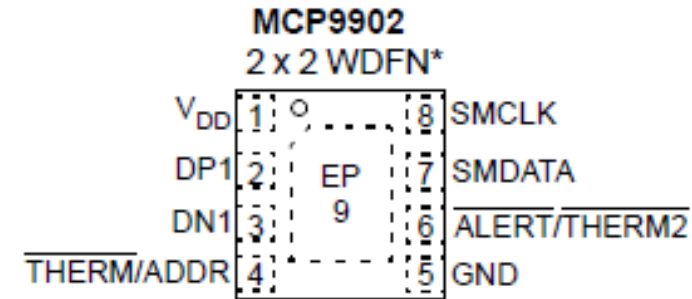 MCP9902
2 x 2 WDFN*
VDD 1 8 SMCLK
DP1 2 EP 7 SMDATA
DN1 3 9 6 ALERT/THERM2
THERM/ADDR 4 5 GND